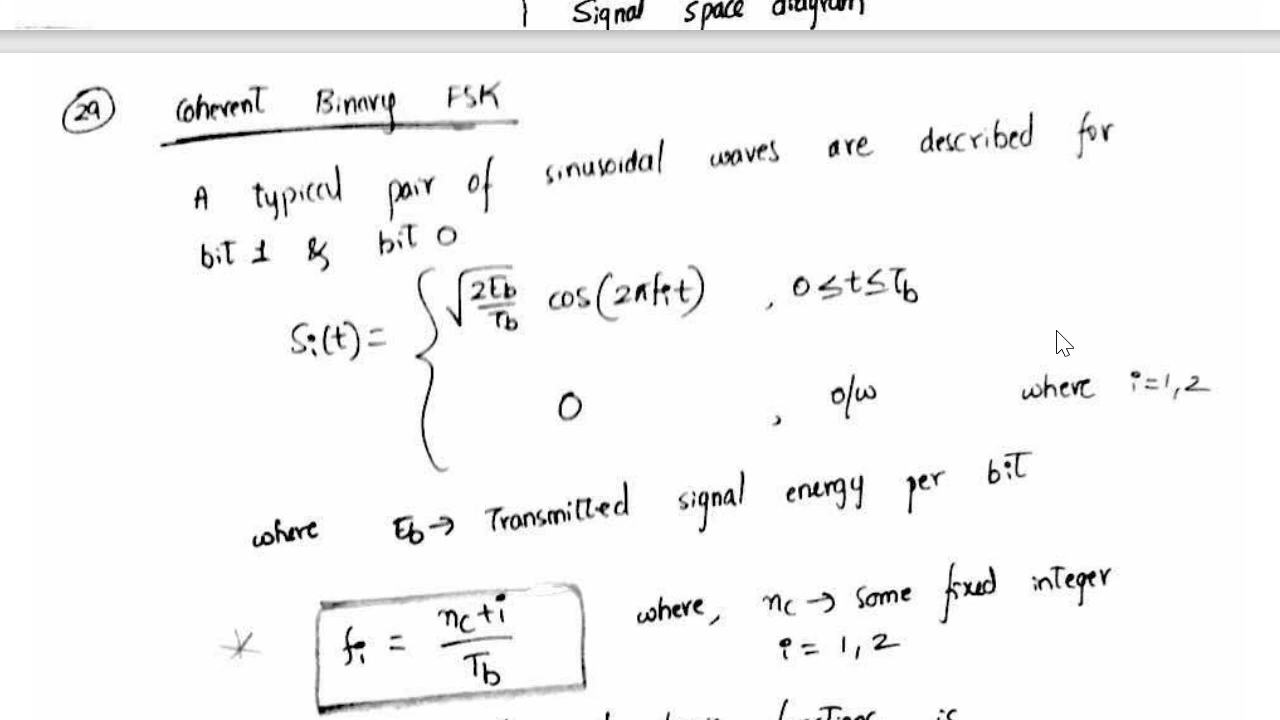 Signal space diagram
29 Coherent Binary FSK
A typical pair of sinusoidal waves are described for
bit 1 & bit 0
Si(t) = { √(2Eb/Tb) cos(2πfit) , 0≤t≤Tb
0 , o/w where i=1,2
where Eb → Transmitted signal energy per bit
* fi = (nc+i)/Tb where, nc → some fixed integer
i = 1,2
functions is